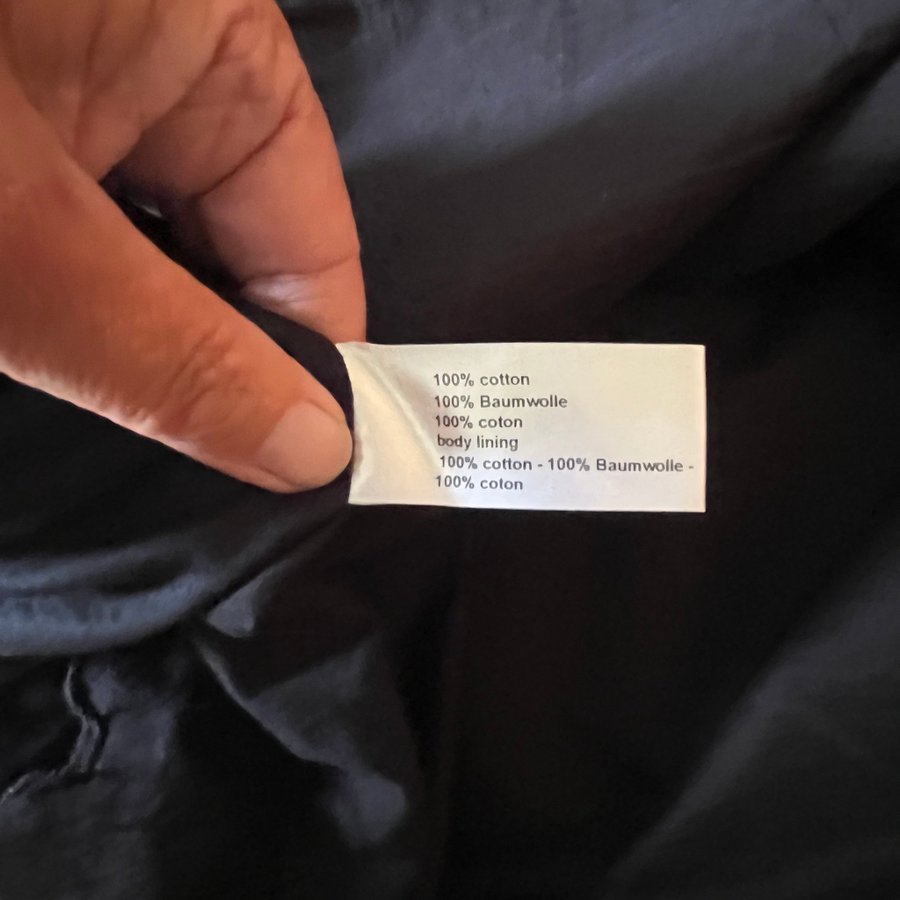 100% cotton
100% Baumwolle
100% coton
body lining
100% cotton - 100% Baumwolle -
100% coton